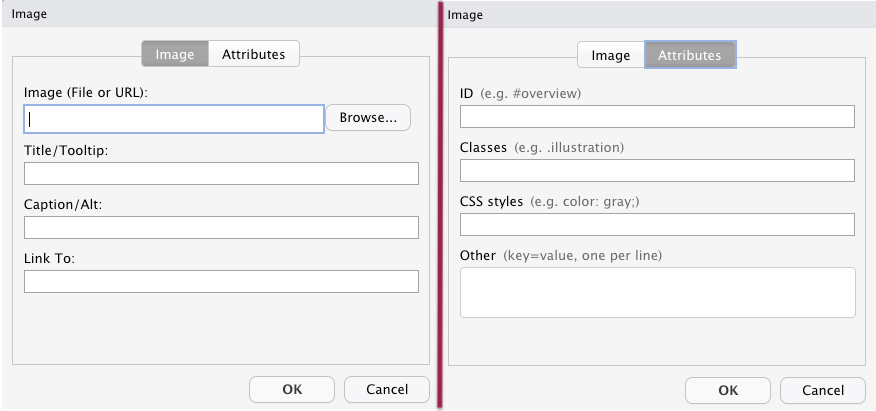 Image
Image Attributes
Image (File or URL):
Browse...
Title/Tooltip:
Caption/Alt:
Link To:
OK Cancel
Image
Image Attributes
ID (e.g. #overview)
Classes (e.g. .illustration)
CSS styles (e.g. color: gray;)
Other (key=value, one per line)
OK Cancel